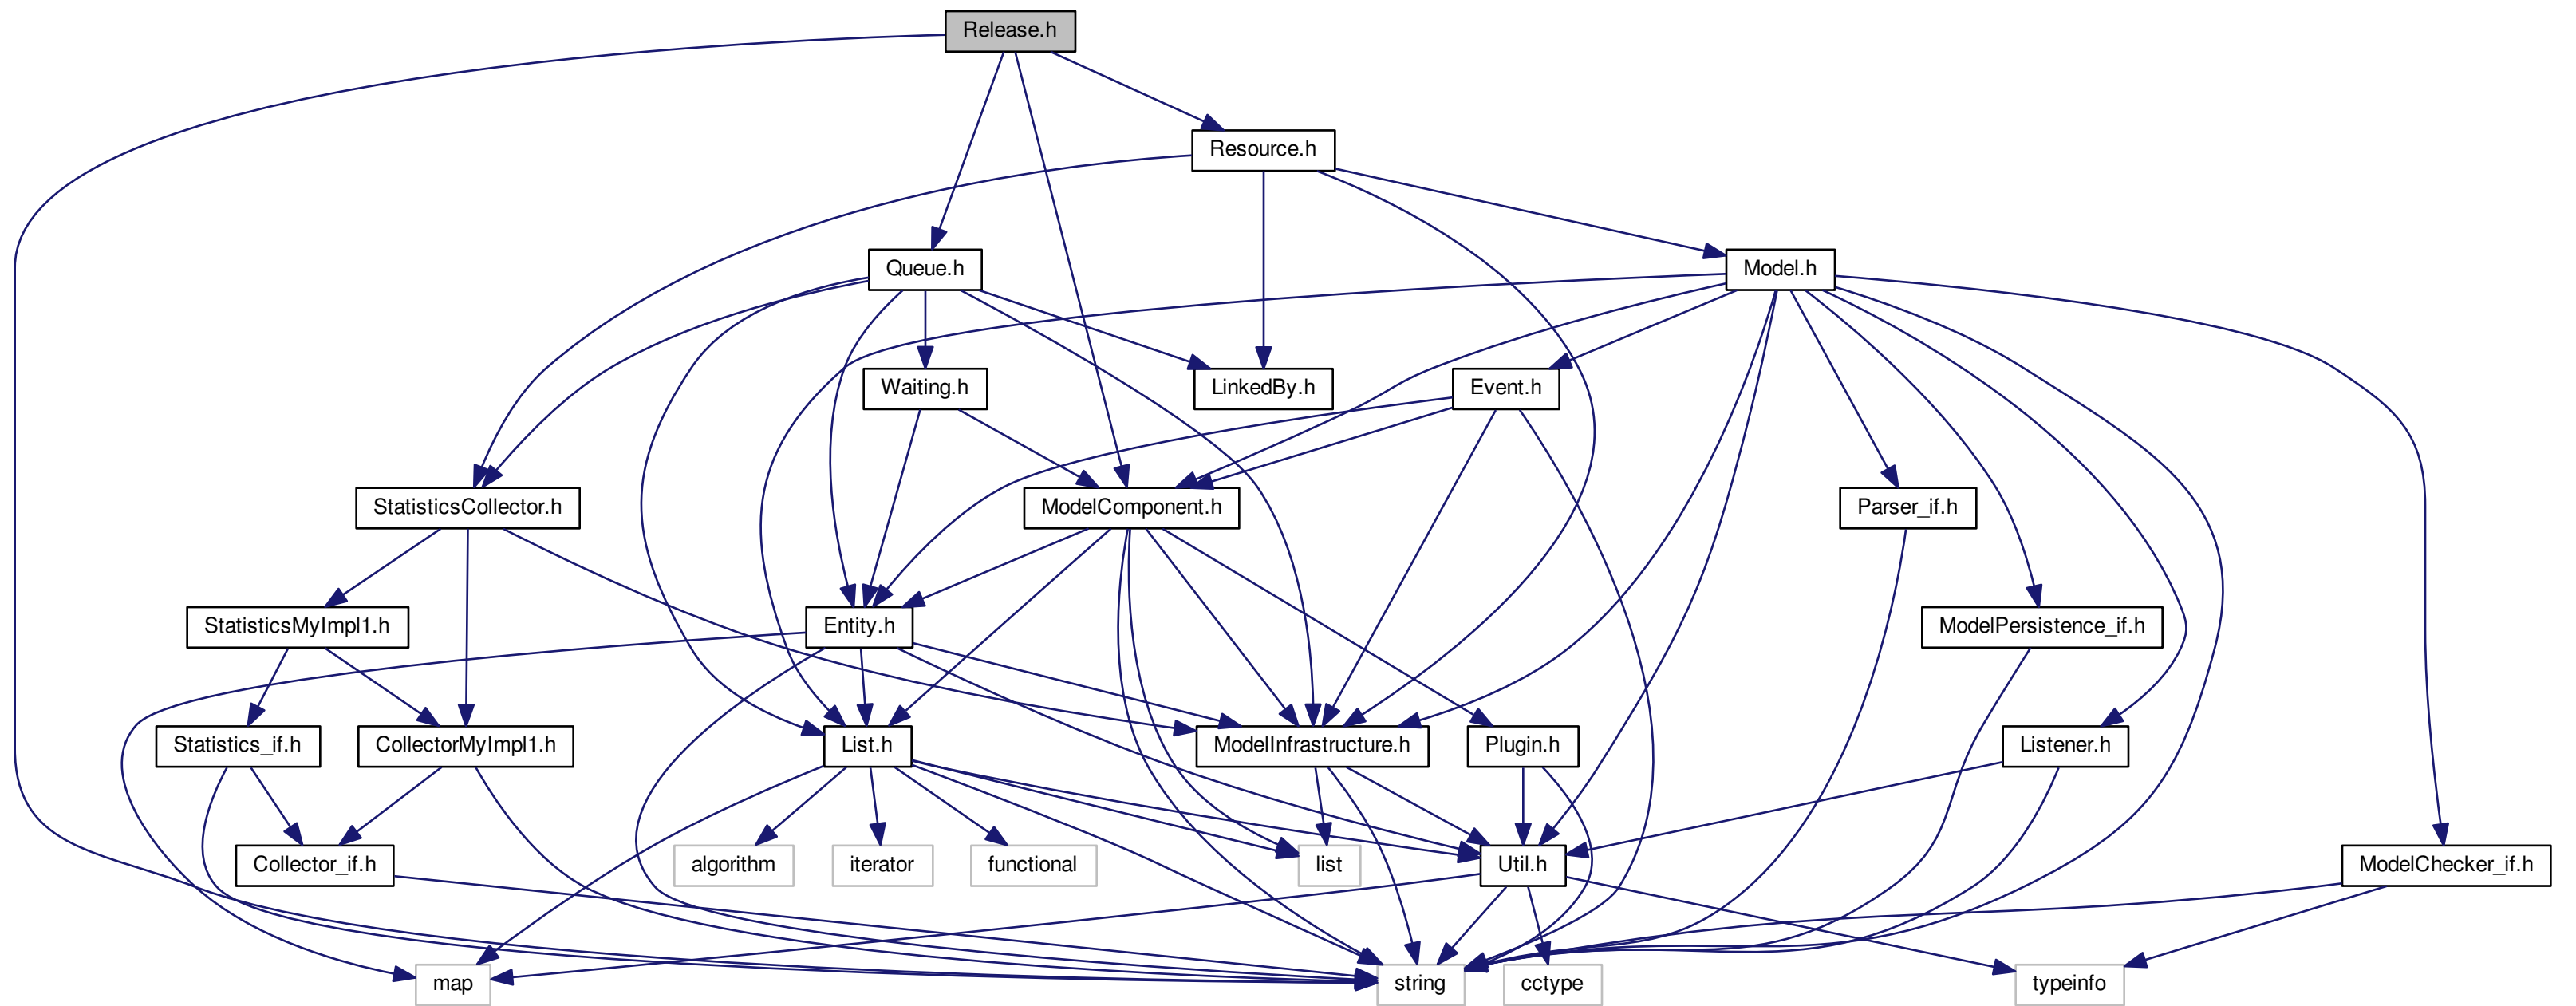 Release.h
Resource.h
Queue.h
Model.h
Waiting.h
LinkedBy.h
Event.h
StatisticsCollector.h
ModelComponent.h
Parser_if.h
StatisticsMyImpl1.h
Entity.h
ModelPersistence_if.h
Statistics_if.h
CollectorMyImpl1.h
List.h
ModelInfrastructure.h
Plugin.h
Listener.h
Collector_if.h
algorithm
iterator
functional
list
Util.h
ModelChecker_if.h
map
string
cctype
typeinfo